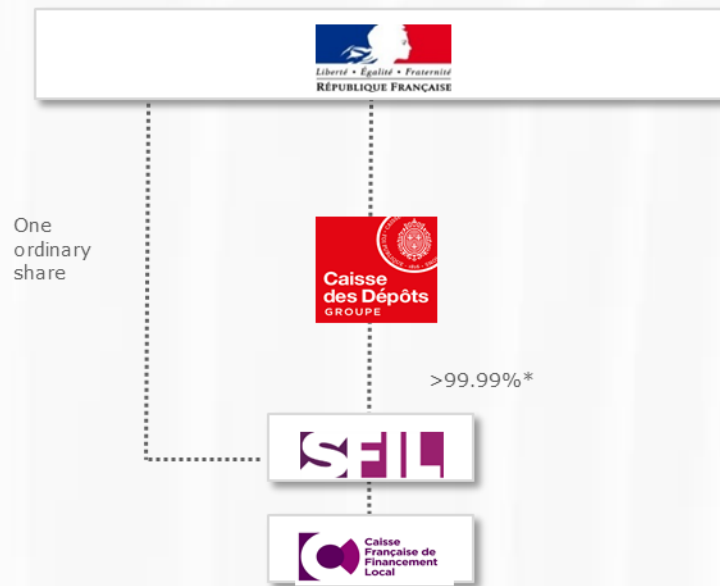 Liberté • Égalité • Fraternité
RÉPUBLIQUE FRANÇAISE
One
ordinary
share
Caisse
des Dépôts
GROUPE
>99.99%*
SFIL
Caisse
Française de
Financement
Local